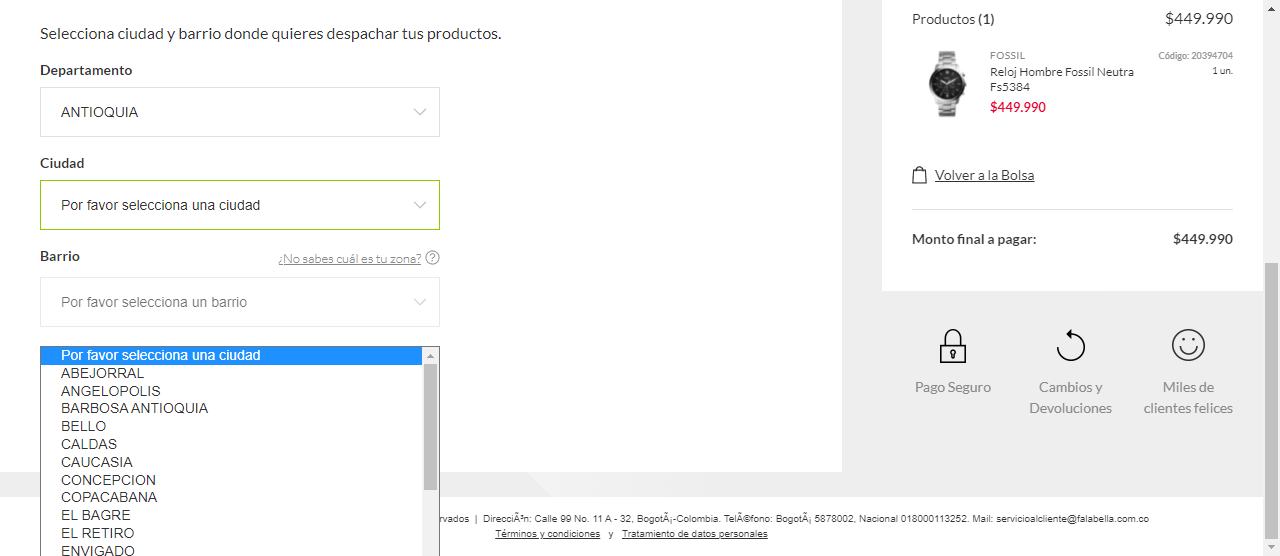 Selecciona ciudad y barrio donde quieres despachar tus productos.
Departamento
ANTIOQUIA
Ciudad
Por favor selecciona una ciudad
Barrio
¿No sabes cuál es tu zona?
?
Por favor selecciona un barrio
Por favor selecciona una ciudad
ABEJORRAL
ANGELOPOLIS
BARBOSA ANTIOQUIA
BELLO
CALDAS
CAUCASIA
CONCEPCION
COPACABANA
EL BAGRE
EL RETIRO
ENVIGADO
Productos (1) $449.990
FOSSIL Código: 20394704
Reloj Hombre Fossil Neutra 1 un.
Fs5384
$449.990
Volver a la Bolsa
Monto final a pagar: $449.990
Pago Seguro
Cambios y
Devoluciones
Miles de
clientes felices
rvados | DirecciÃ³n: Calle 99 No. 11 A - 32, BogotÃ¡-Colombia. TelÃ©fono: BogotÃ¡ 5878002, Nacional 018000113252. Mail: servicioalcliente@falabella.com.co
Términos y condiciones y Tratamiento de datos personales